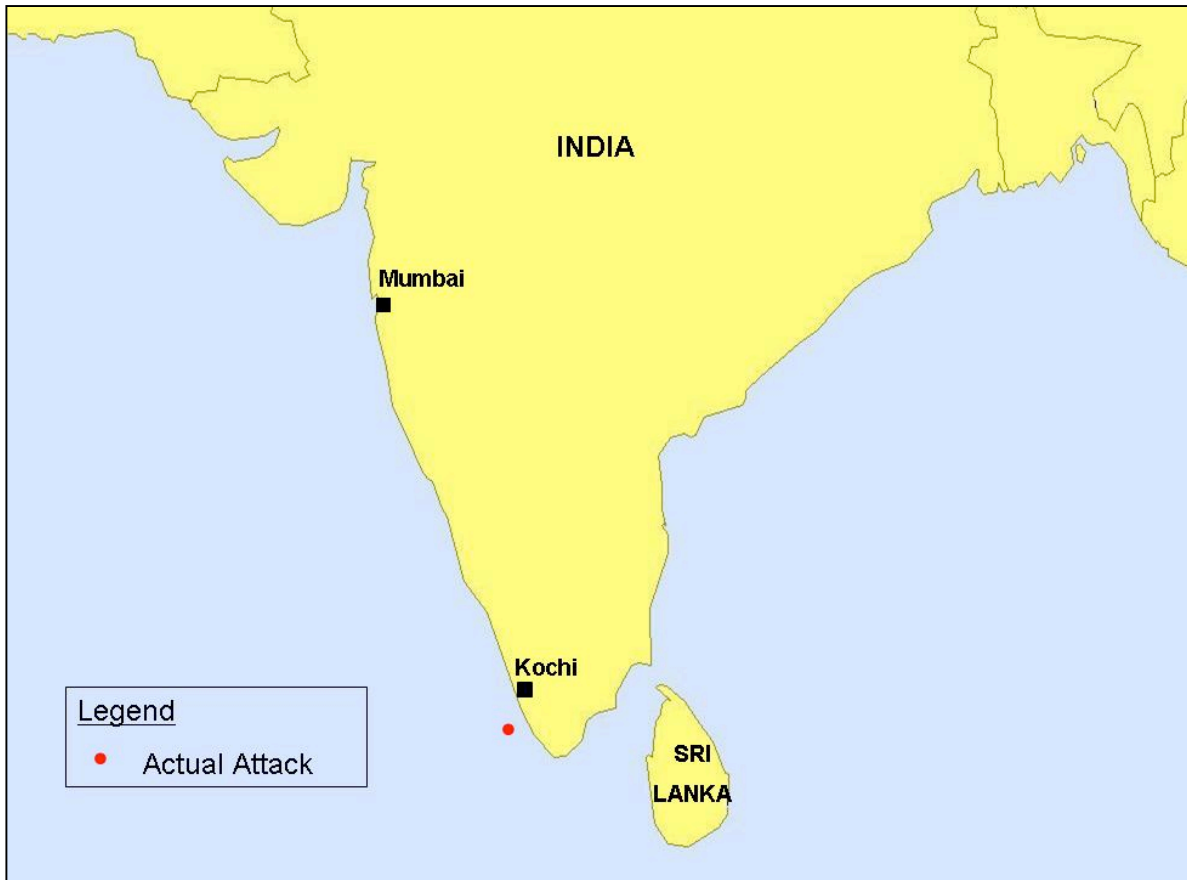 INDIA
Mumbai
Kochi
Legend
Actual Attack
SRI
LANKA